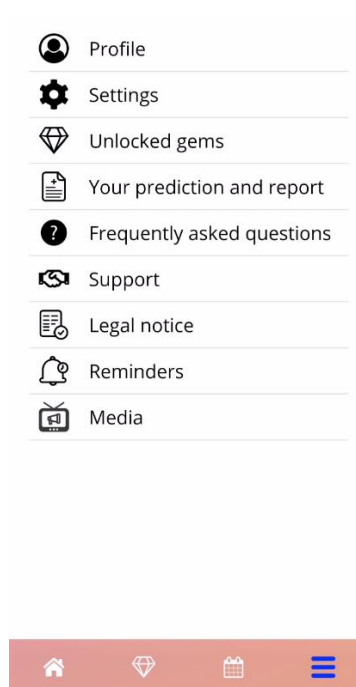 Profile
Settings
Unlocked gems
Your prediction and report
Frequently asked questions
Support
Legal notice
Reminders
Media